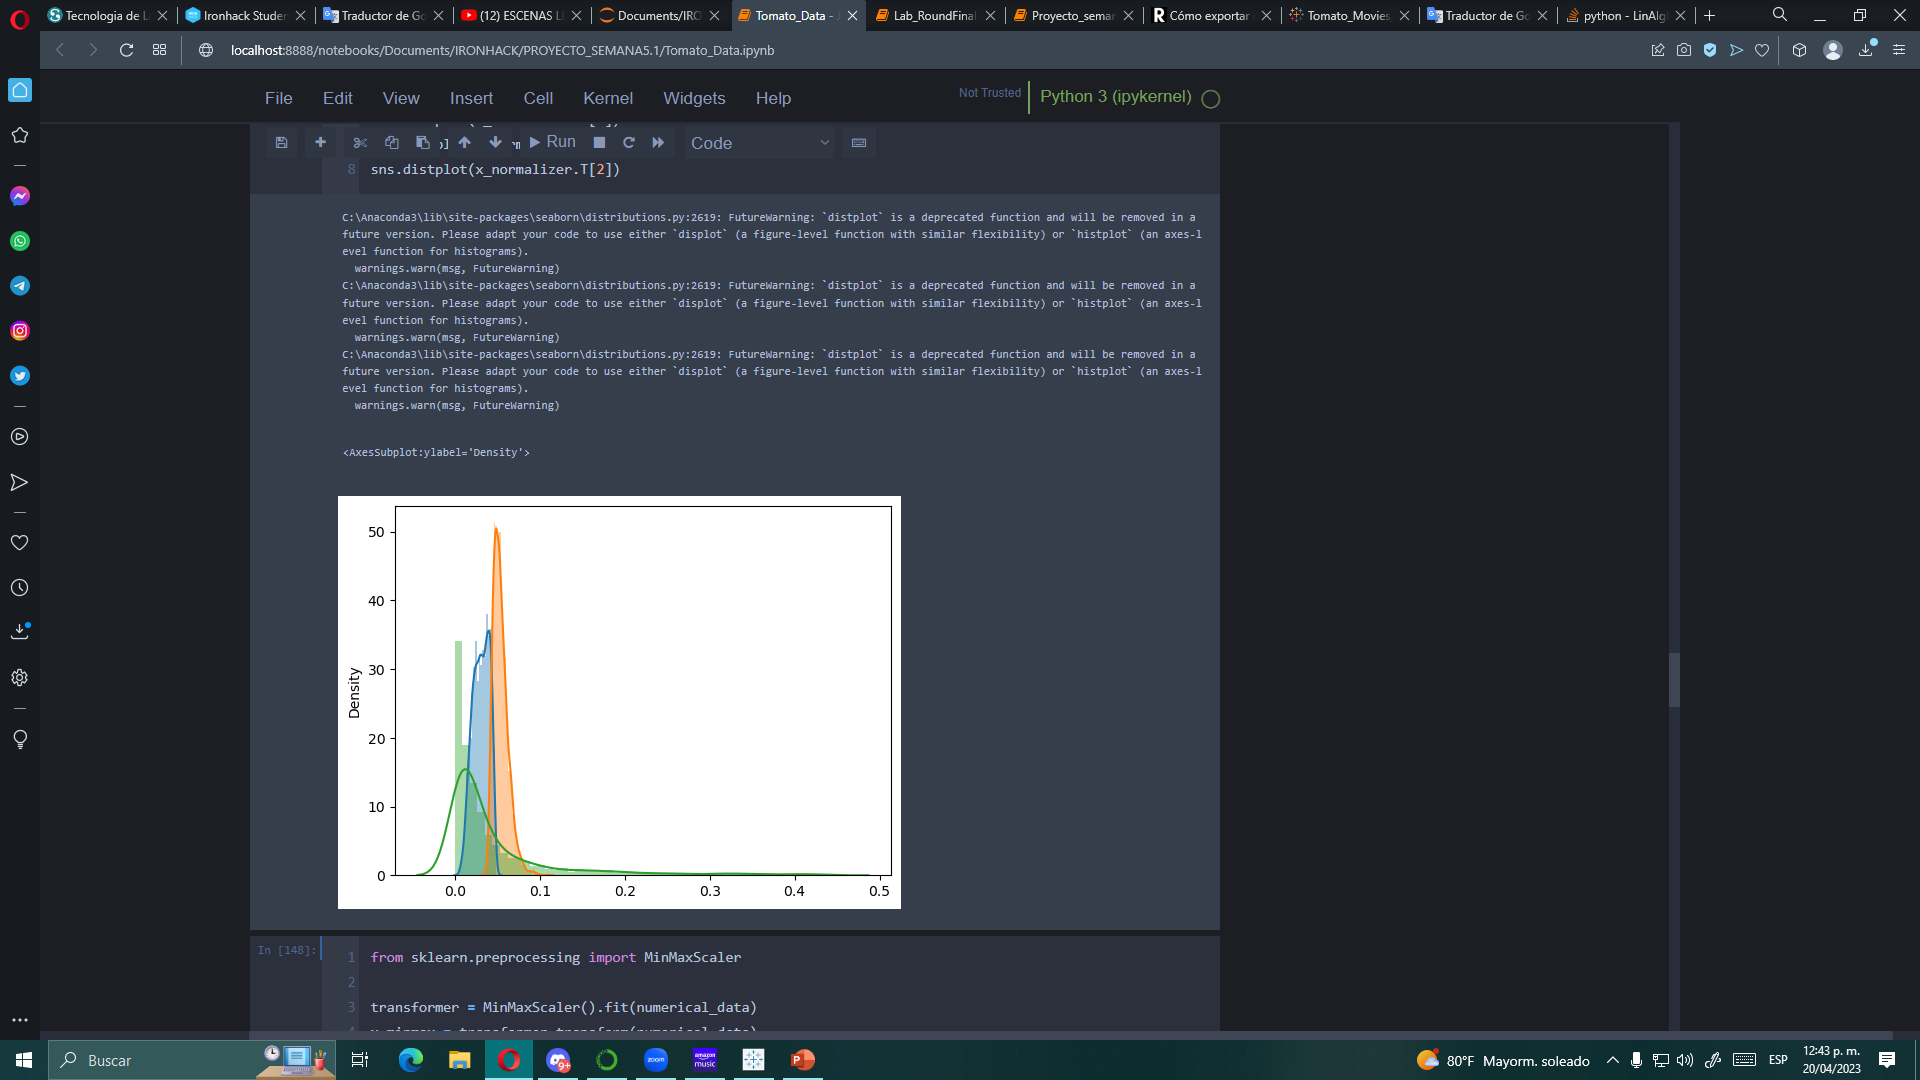 Tecnologia de L
Ironhack Studen
Traductor de Go
(12) ESCENAS LI
Documents/IRO
Tomato_Data - J
Lab_RoundFinal
Proyecto_semar
Cómo exportar
Tomato_Movies
Traductor de Go
python - LinAlg
localhost:8888/notebooks/Documents/IRONHACK/PROYECTO_SEMANA5.1/Tomato_Data.ipynb
File Edit View Insert Cell Kernel Widgets Help
Not Trusted
Python 3 (ipykernel)
Run
Code
8 sns.distplot(x_normalizer.T[2])
C:\Anaconda3\lib\site-packages\seaborn\distributions.py:2619: FutureWarning: `distplot` is a deprecated function and will be removed in a
future version. Please adapt your code to use either `displot` (a figure-level function with similar flexibility) or `histplot` (an axes-l
evel function for histograms).
warnings.warn(msg, FutureWarning)
C:\Anaconda3\lib\site-packages\seaborn\distributions.py:2619: FutureWarning: `distplot` is a deprecated function and will be removed in a
future version. Please adapt your code to use either `displot` (a figure-level function with similar flexibility) or `histplot` (an axes-l
evel function for histograms).
warnings.warn(msg, FutureWarning)
C:\Anaconda3\lib\site-packages\seaborn\distributions.py:2619: FutureWarning: `distplot` is a deprecated function and will be removed in a
future version. Please adapt your code to use either `displot` (a figure-level function with similar flexibility) or `histplot` (an axes-l
evel function for histograms).
warnings.warn(msg, FutureWarning)
<AxesSubplot:ylabel='Density'>
50
40
30
20
10
0
Density
0.0 0.1 0.2 0.3 0.4 0.5
In [148]:
1 from sklearn.preprocessing import MinMaxScaler
2
3 transformer = MinMaxScaler().fit(numerical_data)
Buscar
9+
zoom
amazon music
80°F Mayorm. soleado
ESP
12:43 p. m.
20/04/2023